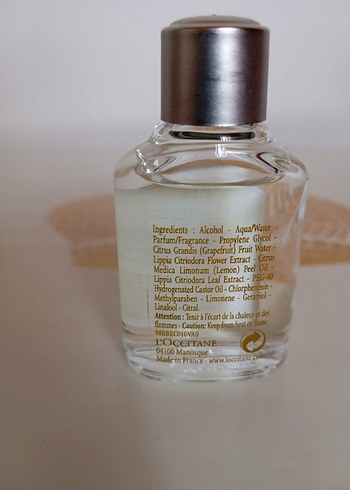 Ingredients : Alcohol - Aqua/Water -
Parfum/Fragrance - Propylene Glycol -
Citrus Grandis (Grapefruit) Fruit Water -
Lippia Citriodora Flower Extract - Citrus
Medica Limonum (Lemon) Peel Oil -
Lippia Citriodora Leaf Extract - PEG-40
Hydrogenated Castor Oil - Chlorphenesin -
Methylparaben - Limonene - Geraniol -
Linalool - Citral.
Attention : Tenir à l'écart de la chaleur et des
flammes - Caution: Keep from heat or flame.
L'OCCITANE
04100 Manosque
Made in France - www.loccitane.com